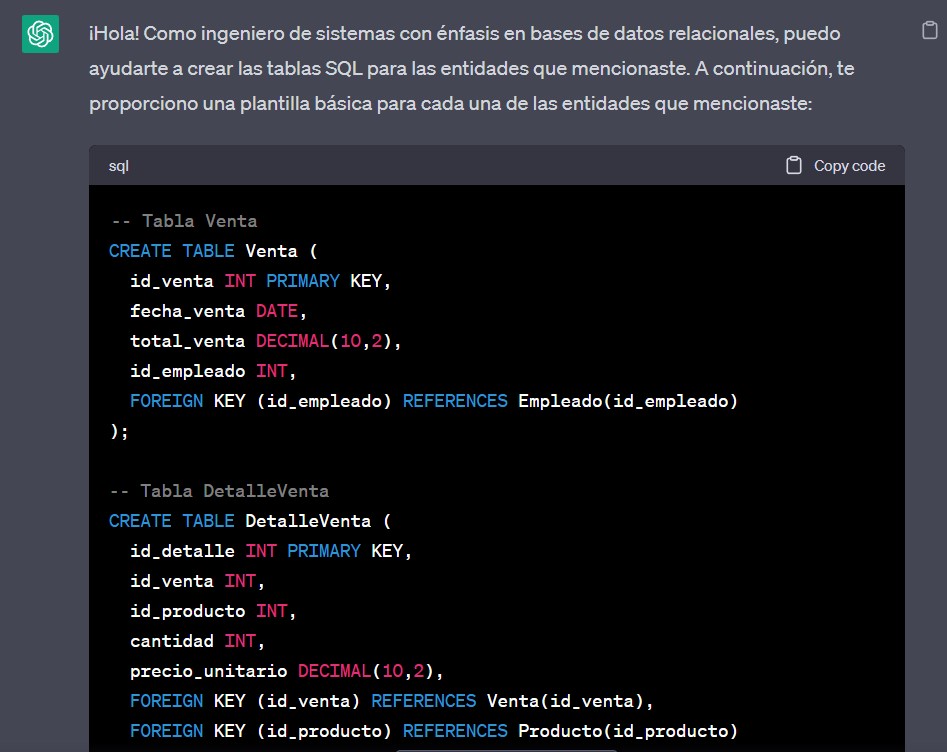 ¡Hola! Como ingeniero de sistemas con énfasis en bases de datos relacionales, puedo
ayudarte a crear las tablas SQL para las entidades que mencionaste. A continuación, te
proporciono una plantilla básica para cada una de las entidades que mencionaste:
sql
Copy code
-- Tabla Venta
CREATE TABLE Venta (
  id_venta INT PRIMARY KEY,
  fecha_venta DATE,
  total_venta DECIMAL(10,2),
  id_empleado INT,
  FOREIGN KEY (id_empleado) REFERENCES Empleado(id_empleado)
);
-- Tabla DetalleVenta
CREATE TABLE DetalleVenta (
  id_detalle INT PRIMARY KEY,
  id_venta INT,
  id_producto INT,
  cantidad INT,
  precio_unitario DECIMAL(10,2),
  FOREIGN KEY (id_venta) REFERENCES Venta(id_venta),
  FOREIGN KEY (id_producto) REFERENCES Producto(id_producto)